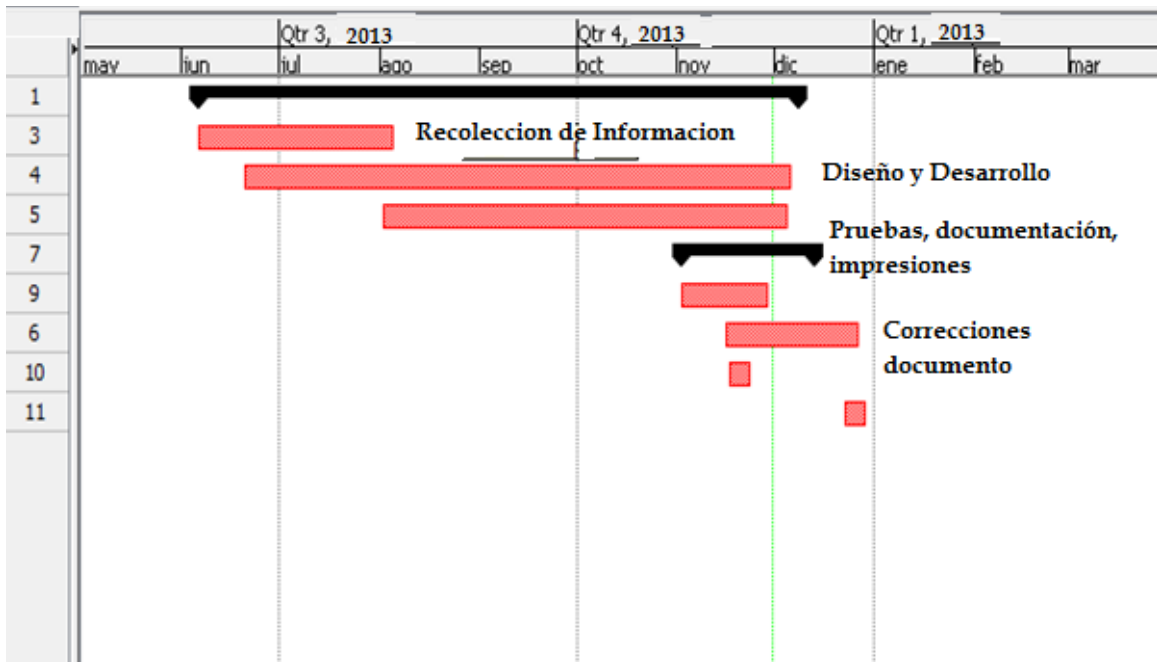 Qtr 3, 2013 Qtr 4, 2013 Qtr 1, 2013
may jun jul ago sep oct nov dic ene feb mar
1
3 Recoleccion de Informacion
4 Diseño y Desarrollo
5
Pruebas, documentación,
7 impresiones
9
6 Correcciones
10 documento
11